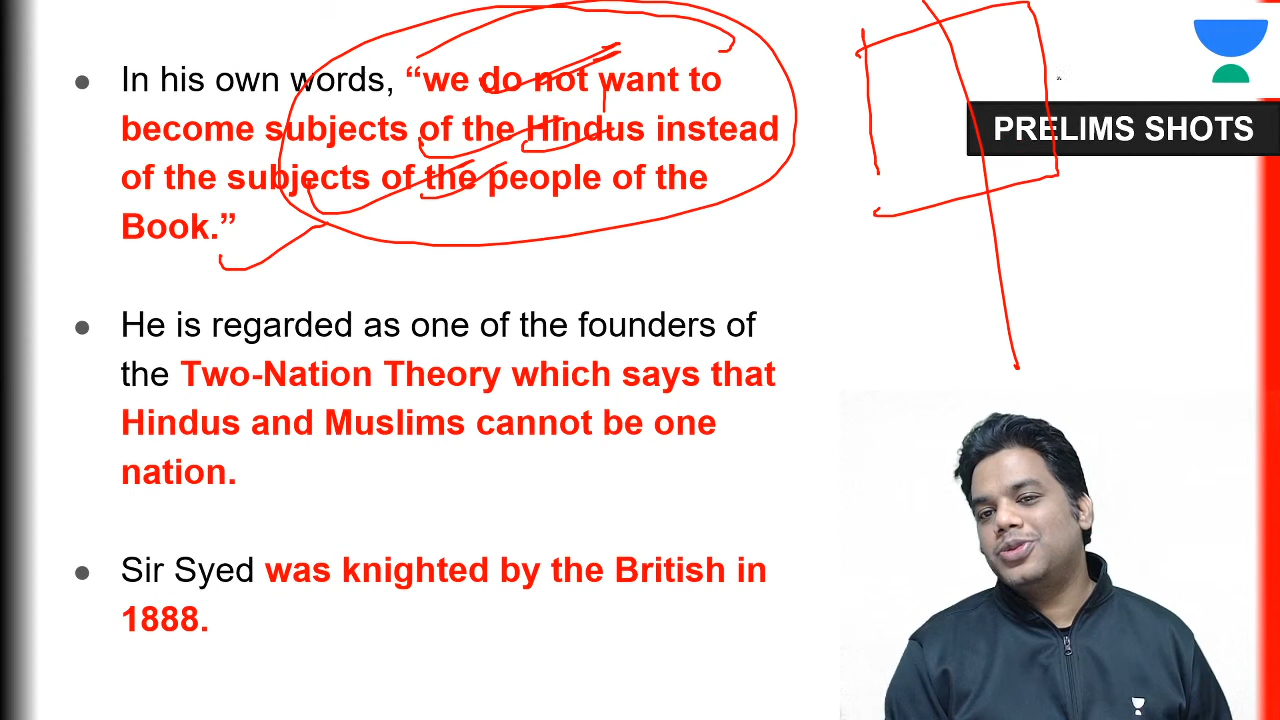 In his own words, “we do not want to
become subjects of the Hindus instead
of the subjects of the people of the
Book.”
PRELIMS SHOTS
He is regarded as one of the founders of
the Two-Nation Theory which says that
Hindus and Muslims cannot be one
nation.
Sir Syed was knighted by the British in
1888.